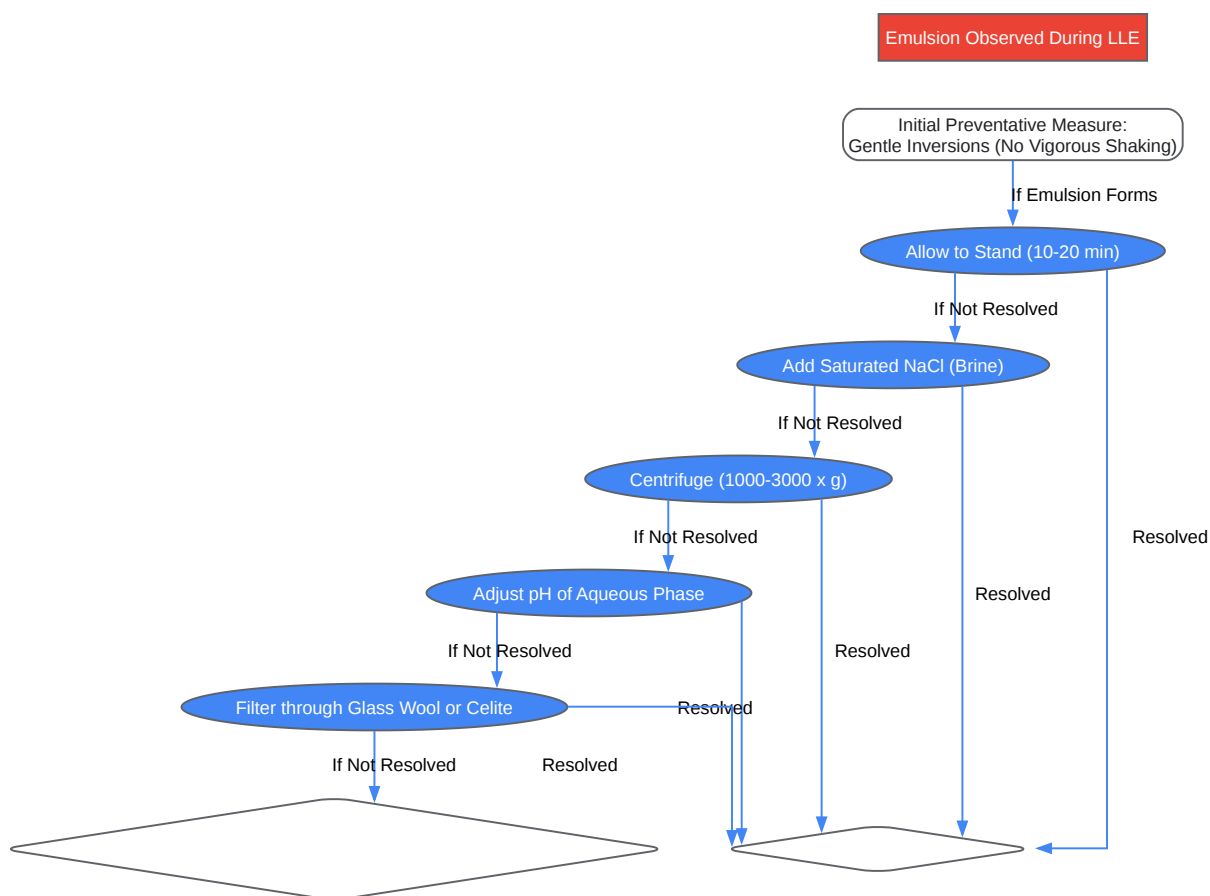 Emulsion Observed During LLE
Initial Preventative Measure:
Gentle Inversions (No Vigorous Shaking)
If Emulsion Forms
Allow to Stand (10-20 min)
If Not Resolved
Add Saturated NaCl (Brine)
If Not Resolved
Centrifuge (1000-3000 x g)
If Not Resolved
Resolved
Adjust pH of Aqueous Phase
Resolved
If Not Resolved
Resolved
Filter through Glass Wool or Celite
Resolved
If Not Resolved
Resolved